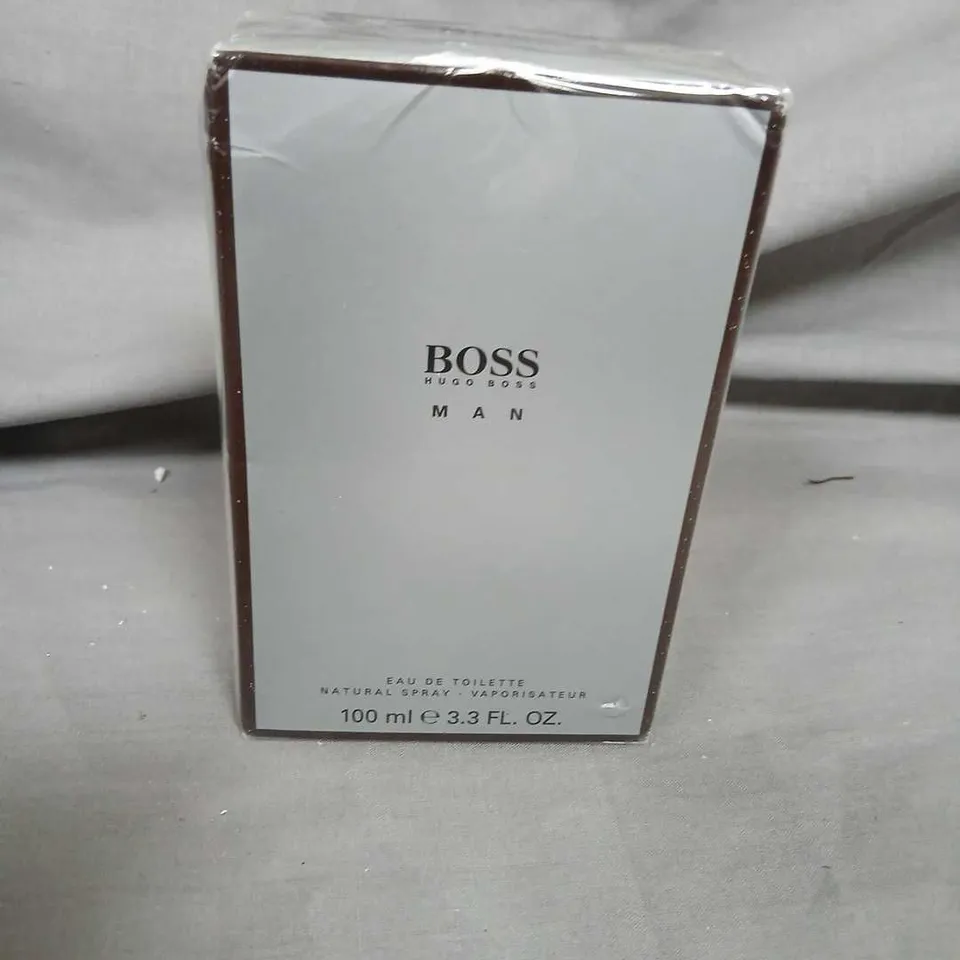 BOSS
HUGO BOSS
MAN
EAU DE TOILETTE
NATURAL SPRAY · VAPORISATEUR
100 ml ℮ 3.3 FL. OZ.